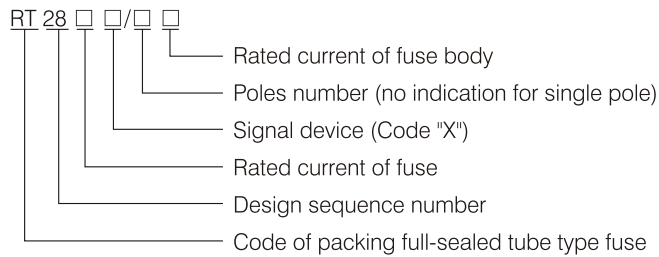 RT 28 □ □/□ □
Rated current of fuse body
Poles number (no indication for single pole)
Signal device (Code "X")
Rated current of fuse
Design sequence number
Code of packing full-sealed tube type fuse